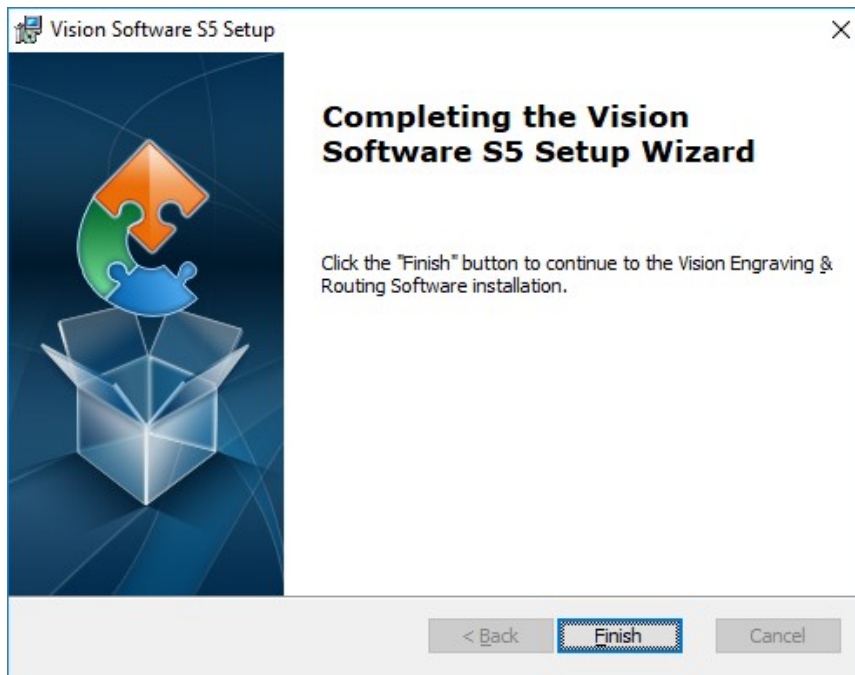 Vision Software S5 Setup
Completing the Vision
Software S5 Setup Wizard
Click the "Finish" button to continue to the Vision Engraving &
Routing Software installation.
< Back Finish Cancel